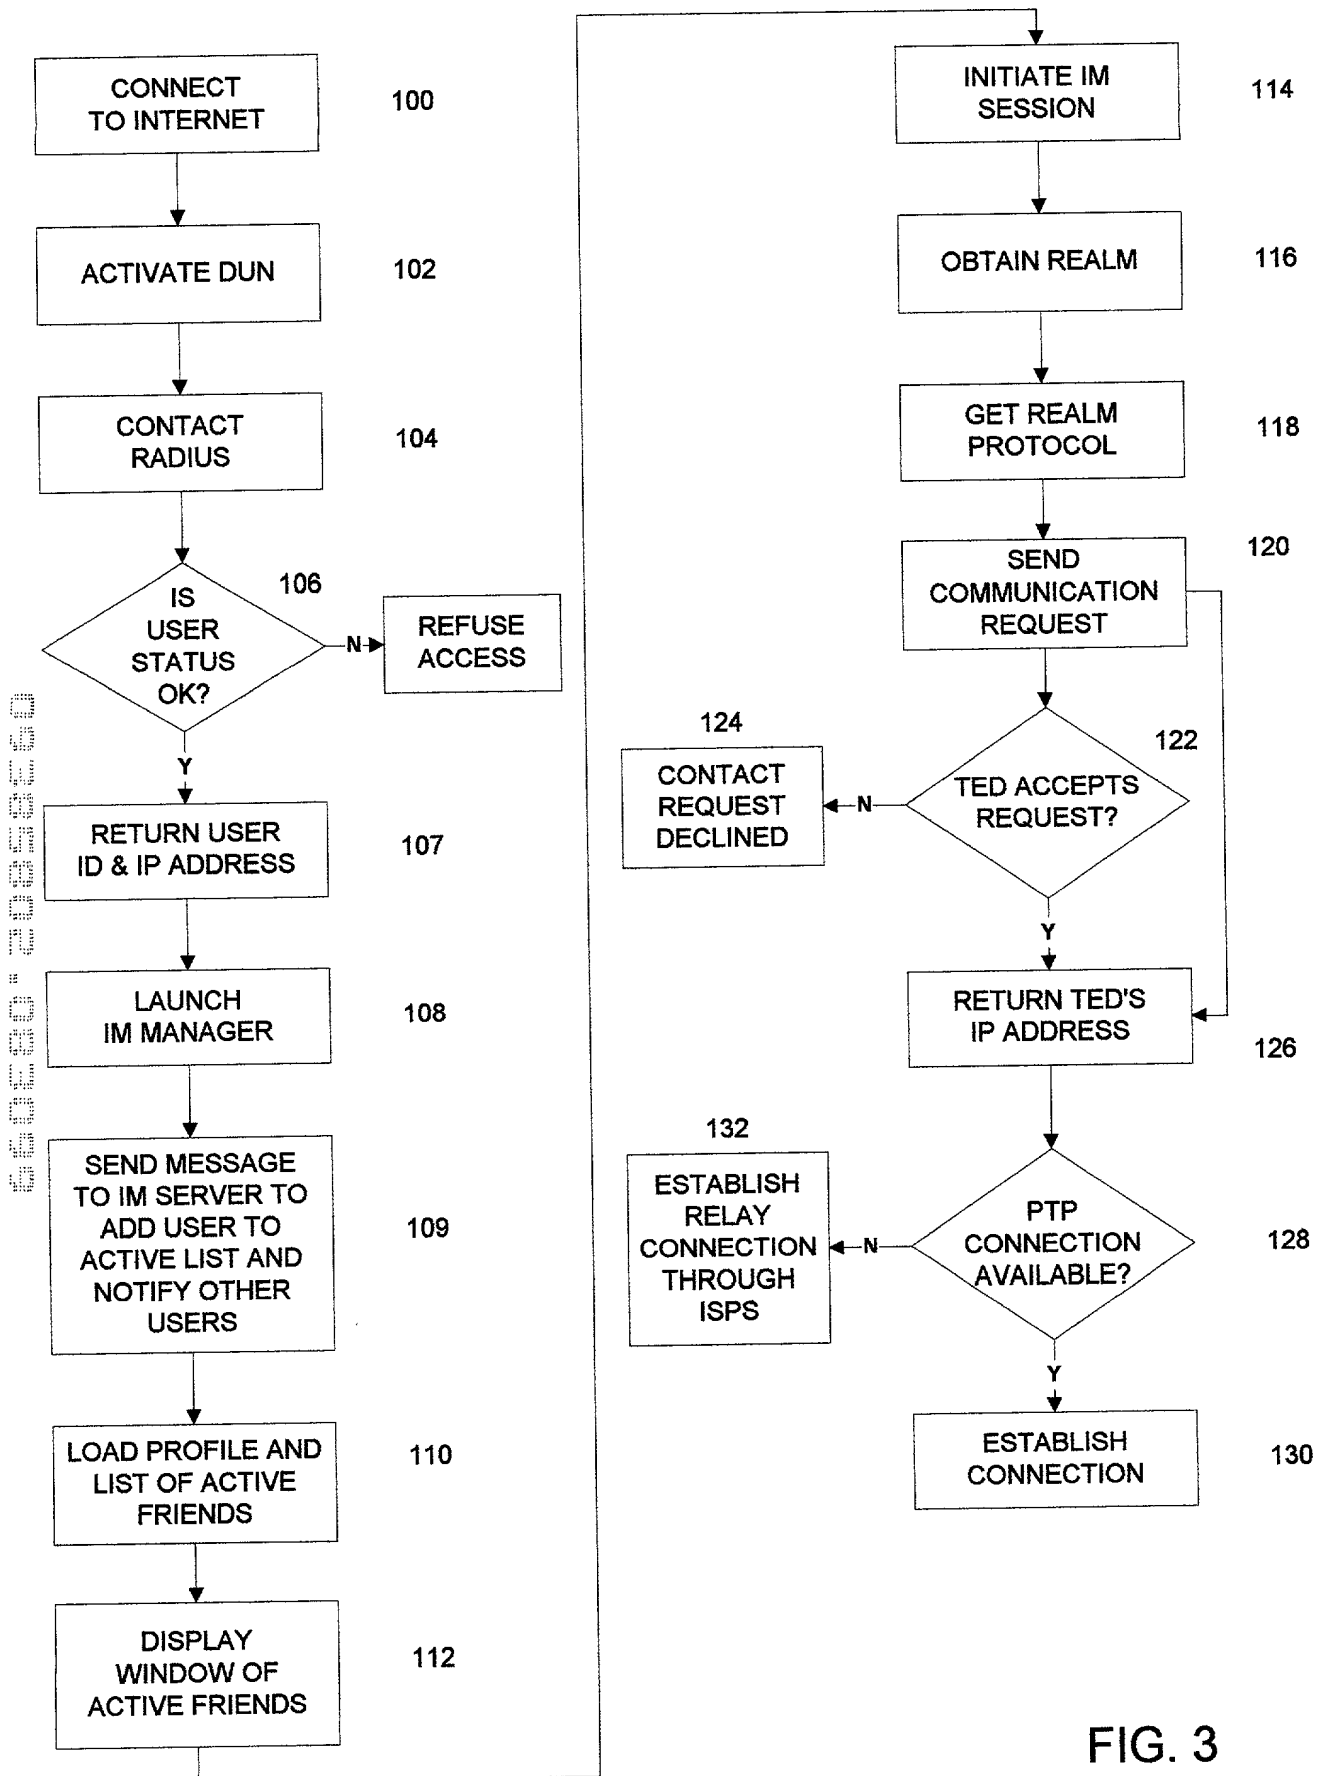 CONNECT
TO INTERNET
100
ACTIVATE DUN
102
CONTACT
RADIUS
104
IS
USER
STATUS
OK?
106
N
REFUSE
ACCESS
Y
RETURN USER
ID & IP ADDRESS
107
LAUNCH
IM MANAGER
108
SEND MESSAGE
TO IM SERVER TO
ADD USER TO
ACTIVE LIST AND
NOTIFY OTHER
USERS
109
LOAD PROFILE AND
LIST OF ACTIVE
FRIENDS
110
DISPLAY
WINDOW OF
ACTIVE FRIENDS
112
INITIATE IM
SESSION
114
OBTAIN REALM
116
GET REALM
PROTOCOL
118
SEND
COMMUNICATION
REQUEST
120
TED ACCEPTS
REQUEST?
122
N
124
CONTACT
REQUEST
DECLINED
Y
RETURN TED'S
IP ADDRESS
126
PTP
CONNECTION
AVAILABLE?
128
N
132
ESTABLISH
RELAY
CONNECTION
THROUGH
ISPS
Y
ESTABLISH
CONNECTION
130
FIG. 3